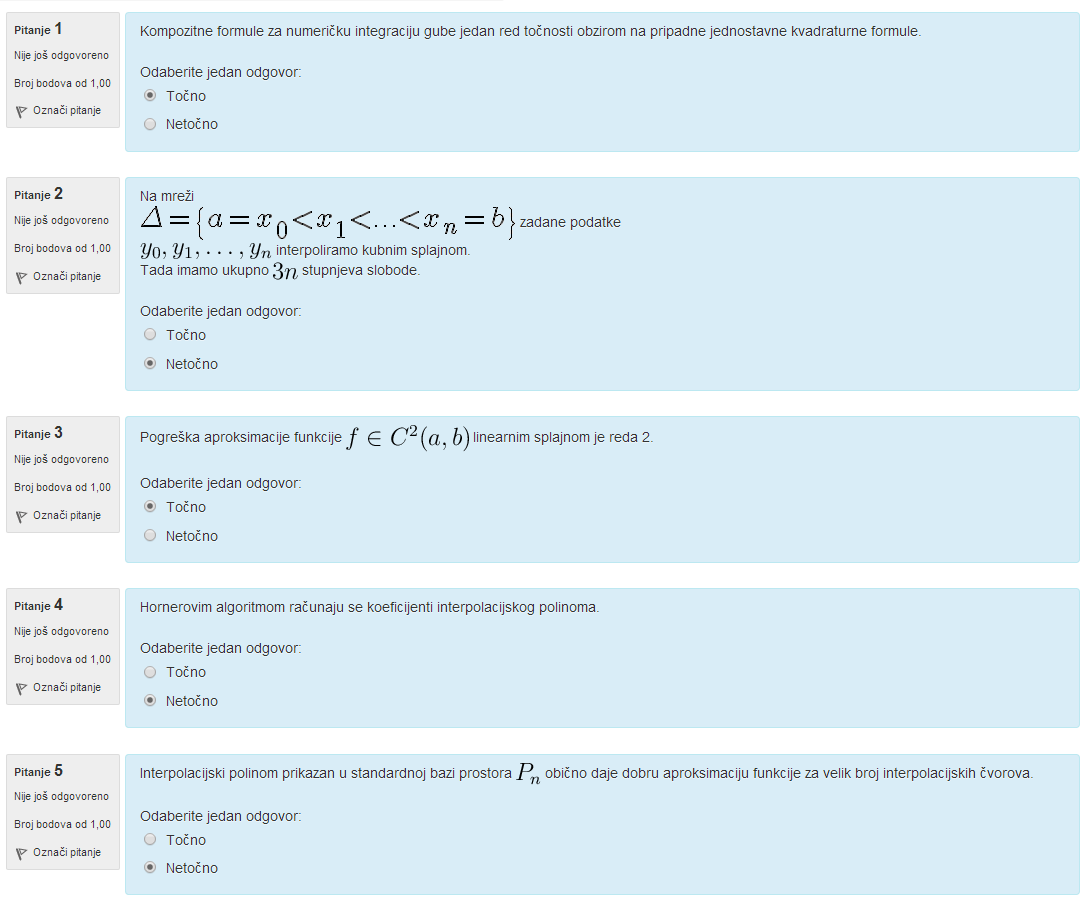 Pitanje 1
Nije još odgovoreno
Broj bodova od 1,00
Označi pitanje
Kompozitne formule za numeričku integraciju gube jedan red točnosti obzirom na pripadne jednostavne kvadraturne formule.
Odaberite jedan odgovor:
Točno
Netočno
Pitanje 2
Nije još odgovoreno
Broj bodova od 1,00
Označi pitanje
Na mreži
Δ = {a = x_0 < x_1 < ... < x_n = b} zadane podatke
y_0, y_1, . . . , y_n interpoliramo kubnim splajnom.
Tada imamo ukupno 3n stupnjeva slobode.
Odaberite jedan odgovor:
Točno
Netočno
Pitanje 3
Nije još odgovoreno
Broj bodova od 1,00
Označi pitanje
Pogreška aproksimacije funkcije f ∈ C²(a, b) linearnim splajnom je reda 2.
Odaberite jedan odgovor:
Točno
Netočno
Pitanje 4
Nije još odgovoreno
Broj bodova od 1,00
Označi pitanje
Hornerovim algoritmom računaju se koeficijenti interpolacijskog polinoma.
Odaberite jedan odgovor:
Točno
Netočno
Pitanje 5
Nije još odgovoreno
Broj bodova od 1,00
Označi pitanje
Interpolacijski polinom prikazan u standardnoj bazi prostora P_n obično daje dobru aproksimaciju funkcije za velik broj interpolacijskih čvorova.
Odaberite jedan odgovor:
Točno
Netočno